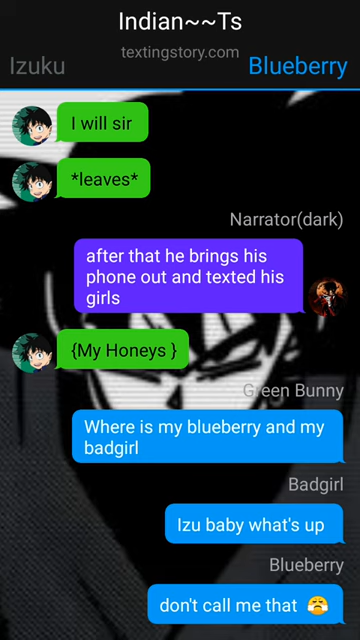 Indian~~Ts
textingstory.com
Izuku
Blueberry
I will sir
*leaves*
Narrator(dark)
after that he brings his
phone out and texted his
girls
{My Honeys }
Green Bunny
Where is my blueberry and my
badgirl
Badgirl
Izu baby what's up
Blueberry
don't call me that 😤